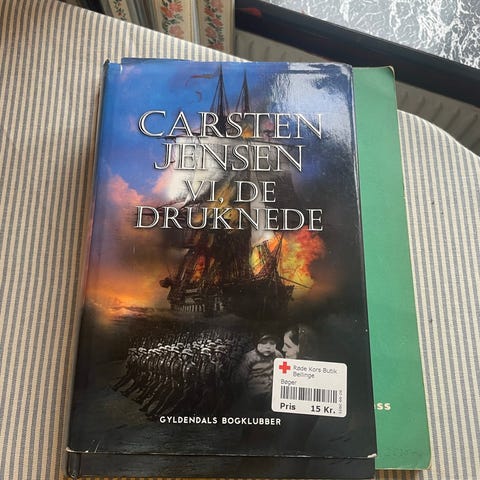 CARSTEN
JENSEN
VI, DE
DRUKNEDE
Røde Kors Butik
Bellinge
Bøger
Pris 15 Kr.
GYLDENDALS BOGKLUBBER